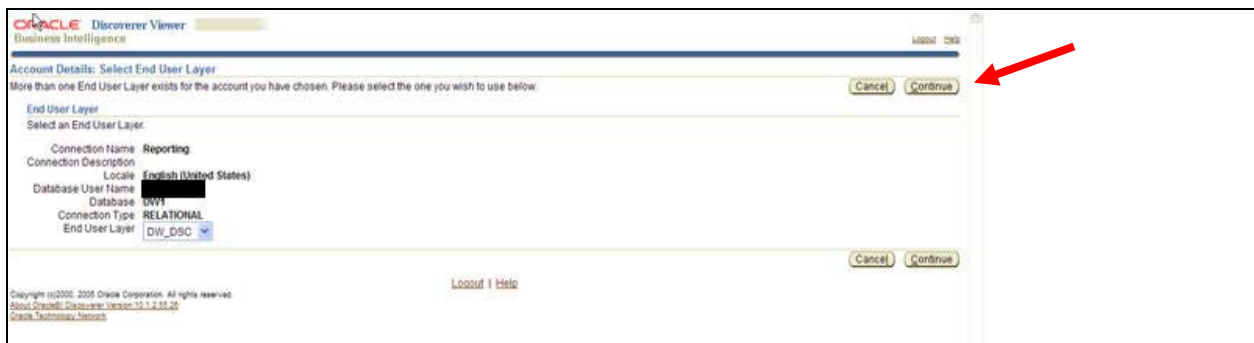 ORACLE Discoverer Viewer
Business Intelligence
Logout Help
Account Details: Select End User Layer
More than one End User Layer exists for the account you have chosen. Please select the one you wish to use below.
Cancel Continue
End User Layer
Select an End User Layer.
Connection Name Reporting
Connection Description
Locale English (United States)
Database User Name
Database DW1
Connection Type RELATIONAL
End User Layer DW_DSC
Cancel Continue
Logout | Help
Copyright (c)2000, 2005 Oracle Corporation. All rights reserved.
About OracleBI Discoverer Version 10.1.2.55.26
Oracle Technology Network